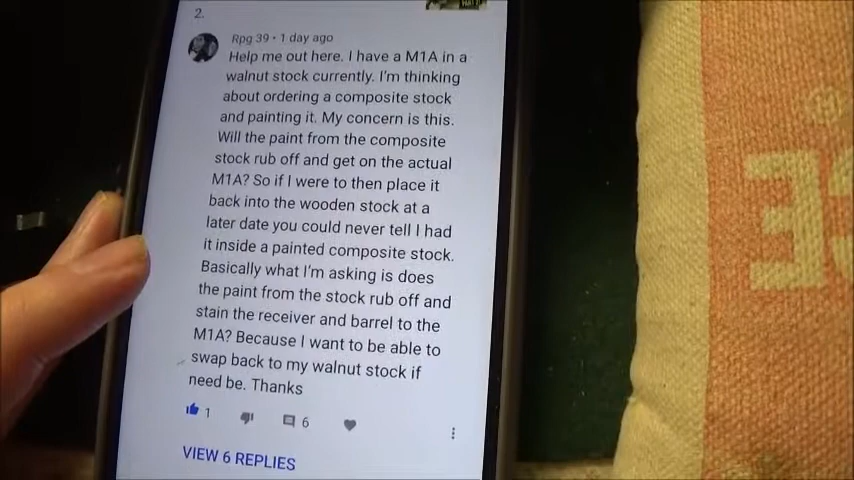 2.
Rpg 39 • 1 day ago
Help me out here. I have a M1A in a
walnut stock currently. I'm thinking
about ordering a composite stock
and painting it. My concern is this.
Will the paint from the composite
stock rub off and get on the actual
M1A? So if I were to then place it
back into the wooden stock at a
later date you could never tell I had
it inside a painted composite stock.
Basically what I'm asking is does
the paint from the stock rub off and
stain the receiver and barrel to the
M1A? Because I want to be able to
swap back to my walnut stock if
need be. Thanks
1
6
VIEW 6 REPLIES
CE